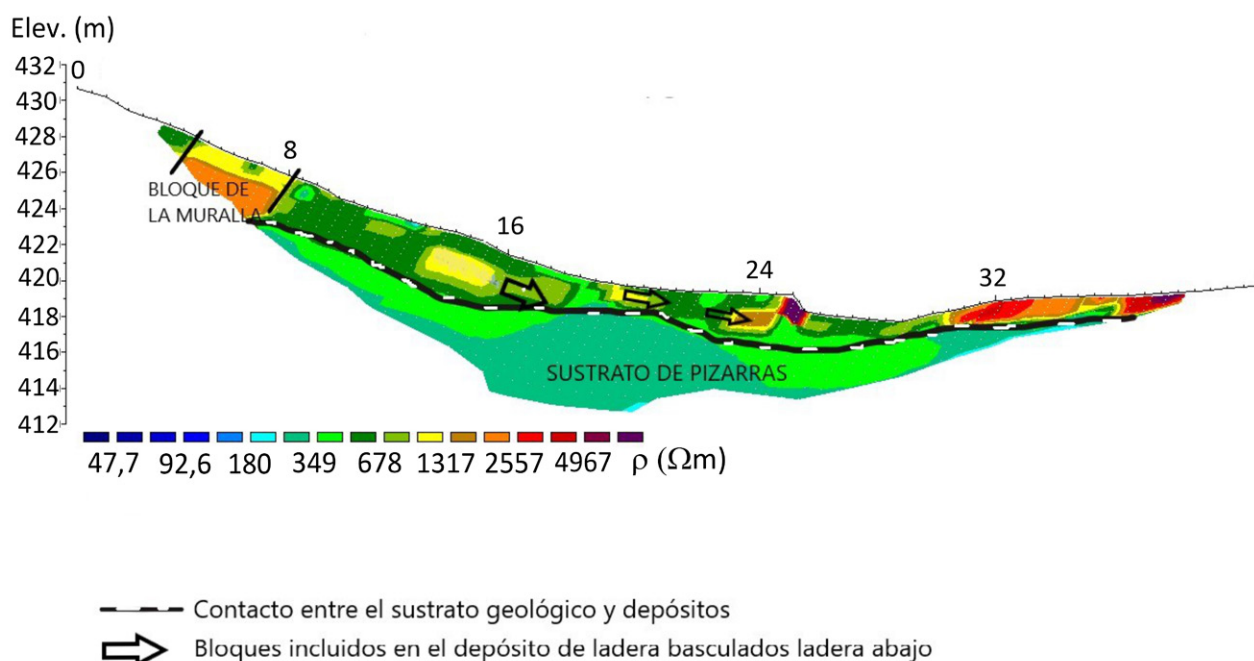 Elev. (m)
432
0
430
428
8
426
BLOQUE DE
LA MURALLA
424
422
16
420
24
32
418
416
SUSTRATO DE PIZARRAS
414
412
47,7 92,6 180 349 678 1317 2557 4967 ρ (Ωm)
Contacto entre el sustrato geológico y depósitos
Bloques incluidos en el depósito de ladera basculados ladera abajo